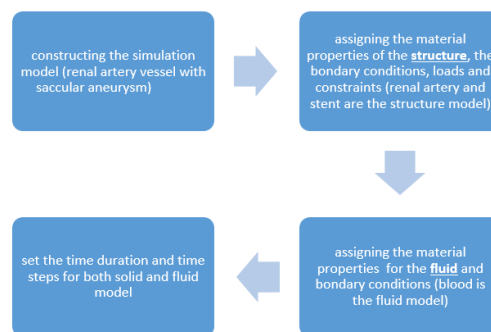 constructing the simulation
model (renal artery vessel with
saccular aneurysm)
assigning the material
properties of the structure, the
bondary conditions, loads and
constraints (renal artery and
stent are the structure model)
assigning the material
properties for the fluid and
bondary conditions (blood is
the fluid model)
set the time duration and time
steps for both solid and fluid
model